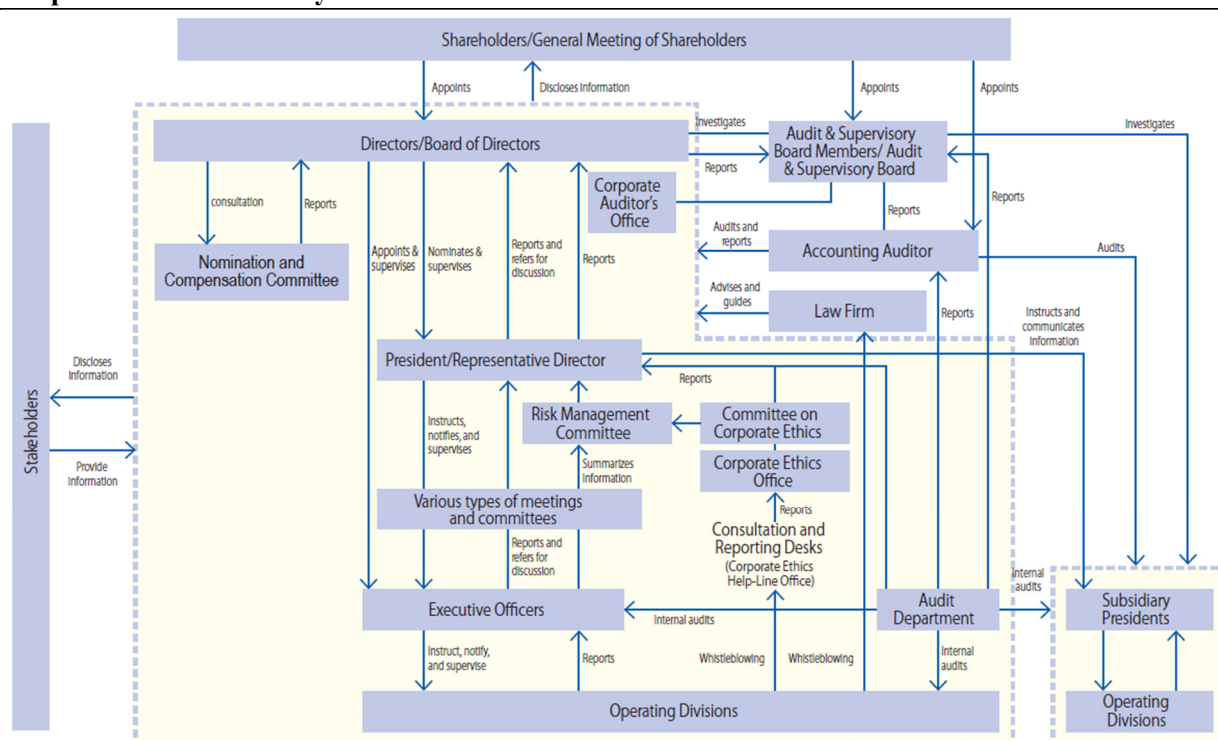 Shareholders/General Meeting of Shareholders
Appoints
Discloses Information
Appoints
Appoints
Directors/Board of Directors
Investigates
Reports
Audit & Supervisory
Board Members/ Audit
& Supervisory Board
Investigates
consultation
Reports
Corporate
Auditor's
Office
Reports
Reports
Nomination and
Compensation Committee
Appoints &
supervises
Nominates &
supervises
Reports and
refers for
discussion
Reports
Audits and
reports
Accounting Auditor
Audits
Advises and
guides
Law Firm
Reports
Instructs and
communicates
Information
Stakeholders
Discloses
Information
Provide
Information
President/Representative Director
Reports
Instructs,
notifies, and
supervises
Risk Management
Committee
Committee on
Corporate Ethics
Summarizes
Information
Corporate Ethics
Office
Various types of meetings
and committees
Reports
Consultation and
Reporting Desks
(Corporate Ethics
Help-Line Office)
Reports and
refers for
discussion
Executive Officers
Internal audits
Audit
Department
Internal
audits
Subsidiary
Presidents
Instruct, notify,
and supervise
Reports
Whistleblowing
Whistleblowing
Internal
audits
Operating Divisions
Operating
Divisions